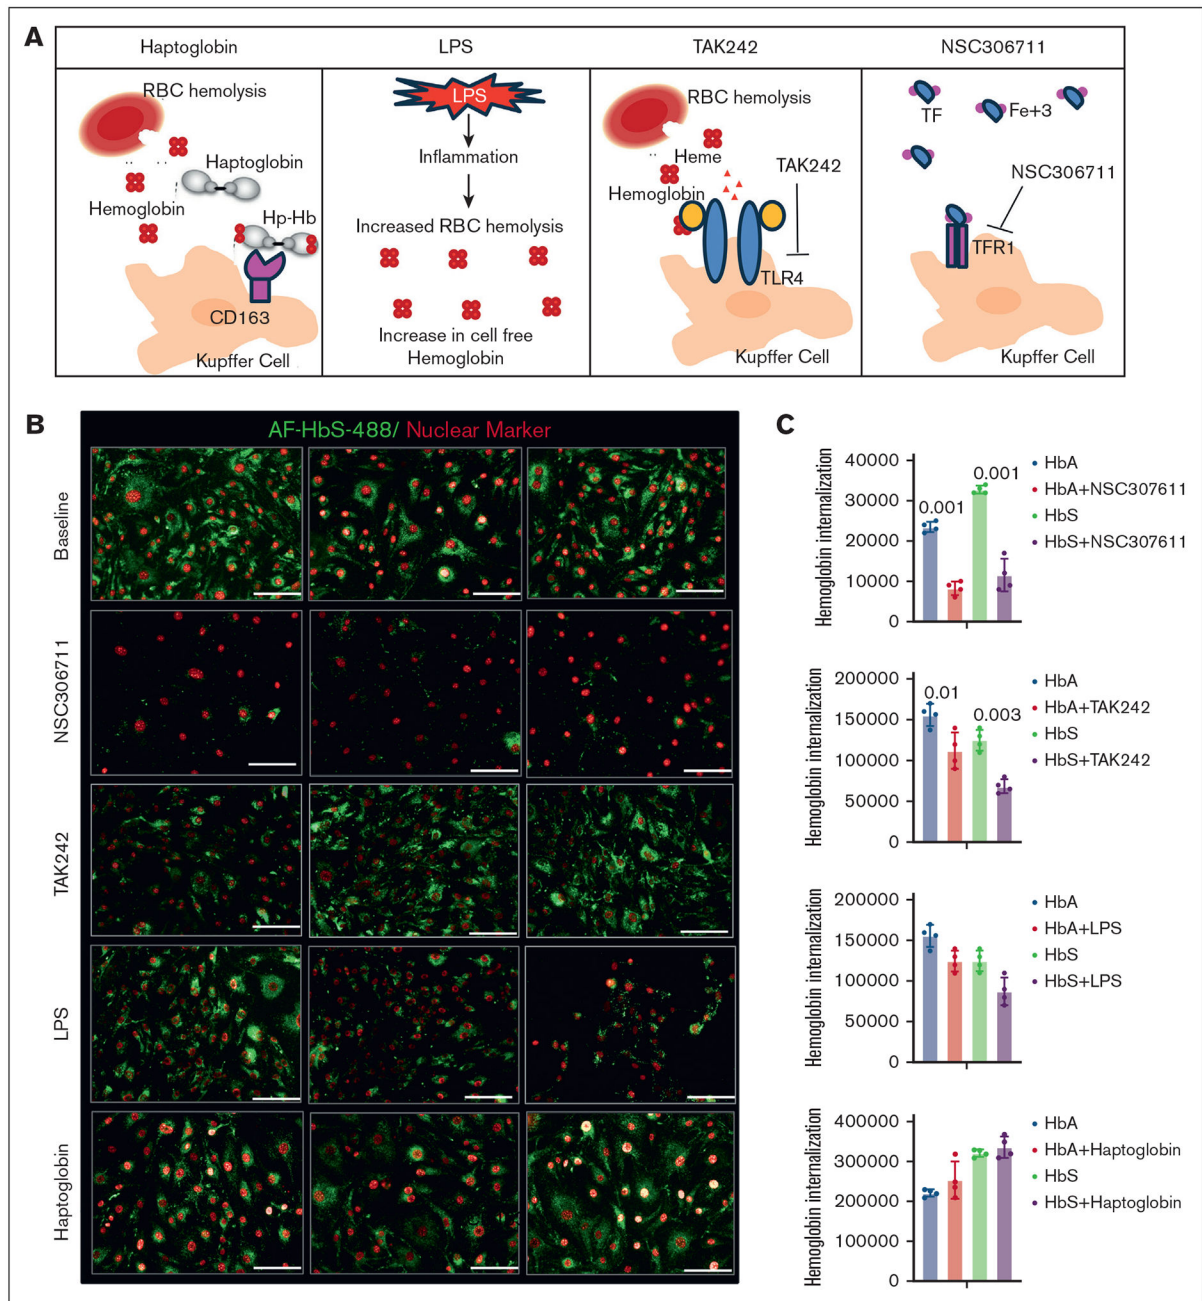 A
Haptoglobin
LPS
TAK242
NSC306711
RBC hemolysis
Haptoglobin
Hemoglobin
Hp-Hb
CD163
Kupffer Cell
LPS
Inflammation
Increased RBC hemolysis
Increase in cell free
Hemoglobin
RBC hemolysis
Heme
TAK242
Hemoglobin
TLR4
Kupffer Cell
TF
Fe+3
NSC306711
TFR1
Kupffer Cell
B
AF-HbS-488/ Nuclear Marker
Baseline
NSC306711
TAK242
LPS
Haptoglobin
C
Hemoglobin internalization
40000
30000
20000
10000
0
0.001
0.001
HbA
HbA+NSC307611
HbS
HbS+NSC307611
Hemoglobin internalization
200000
150000
100000
50000
0
0.01
0.003
HbA
HbA+TAK242
HbS
HbS+TAK242
Hemoglobin internalization
200000
150000
100000
50000
0
HbA
HbA+LPS
HbS
HbS+LPS
Hemoglobin internalization
400000
300000
200000
100000
0
HbA
HbA+Haptoglobin
HbS
HbS+Haptoglobin